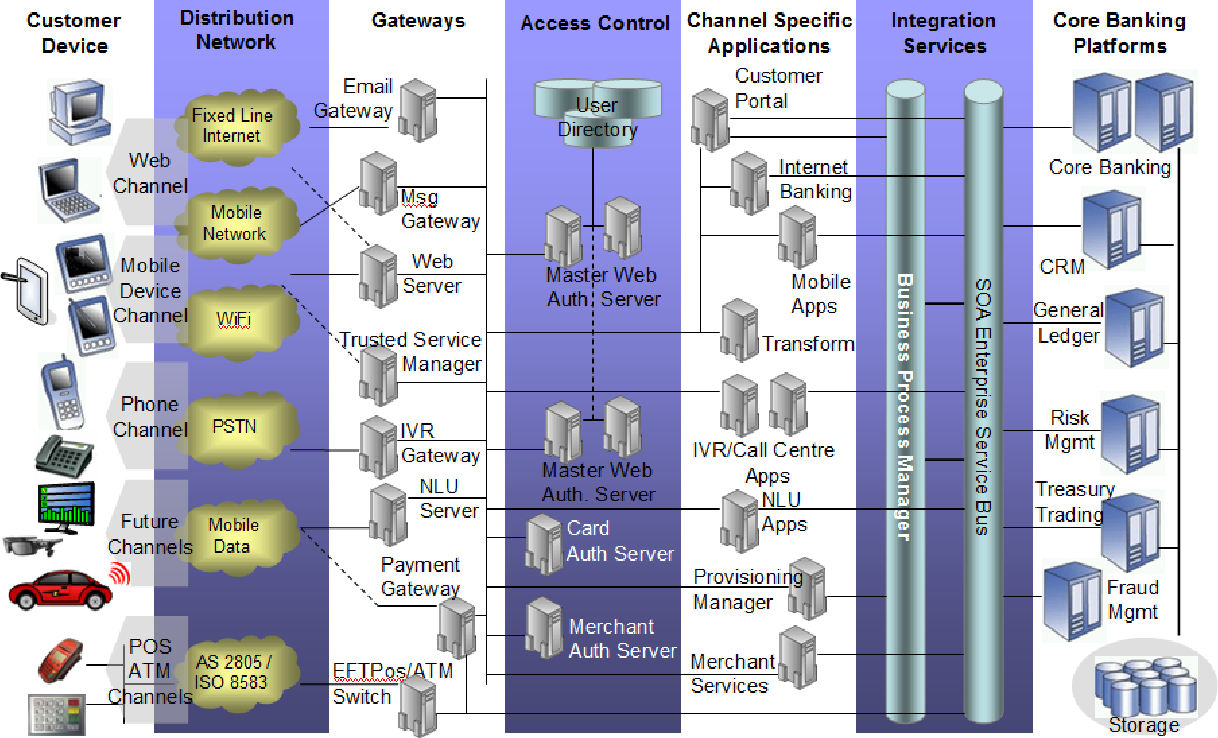 Customer
Device
Distribution
Network
Gateways
Access Control
Channel Specific
Applications
Integration
Services
Core Banking
Platforms
Web
Channel
Mobile
Device
Channel
Phone
Channel
Future
Channels
POS
ATM
Channels
Fixed Line
Internet
Mobile
Network
WiFi
PSTN
Mobile
Data
AS 2805 /
ISO 8583
Email
Gateway
Msg
Gateway
Web
Server
Trusted Service
Manager
IVR
Gateway
NLU
Server
Payment
Gateway
EFTPos/ATM
Switch
User
Directory
Master Web
Auth. Server
Master Web
Auth. Server
Card
Auth Server
Merchant
Auth Server
Customer
Portal
Internet
Banking
Mobile
Apps
Transform
IVR/Call Centre
Apps
NLU
Apps
Provisioning
Manager
Merchant
Services
Business Process Manager
SOA Enterprise Service Bus
Core Banking
CRM
General
Ledger
Risk
Mgmt
Treasury
Trading
Fraud
Mgmt
Storage